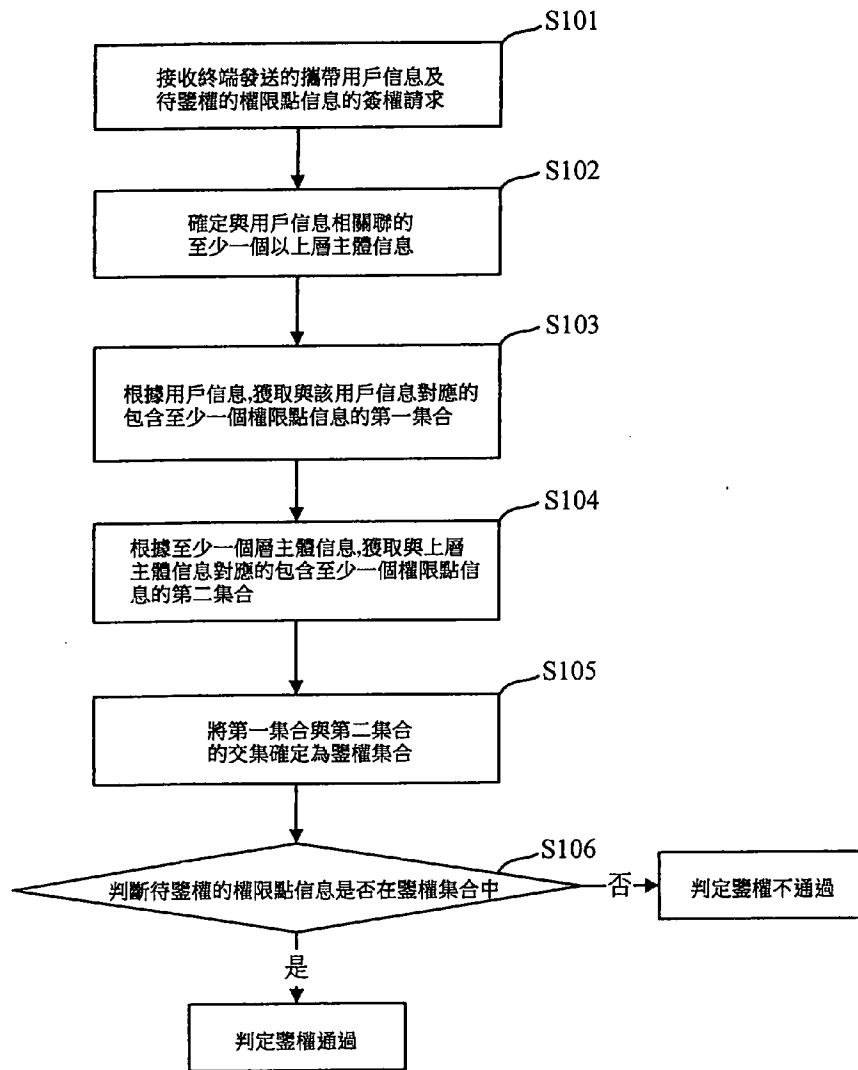 S101
接收終端發送的攜帶用戶信息及
待鑒權的權限點信息的簽權請求
S102
確定與用戶信息相關聯的
至少一個以上層主體信息
S103
根據用戶信息,獲取與該用戶信息對應的
包含至少一個權限點信息的第一集合
S104
根據至少一個層主體信息,獲取與上層
主體信息對應的包含至少一個權限點信
息的第二集合
S105
將第一集合與第二集合
的交集確定為鑒權集合
S106
判斷待鑒權的權限點信息是否在鑒權集合中
否
判定鑒權不通過
是
判定鑒權通過